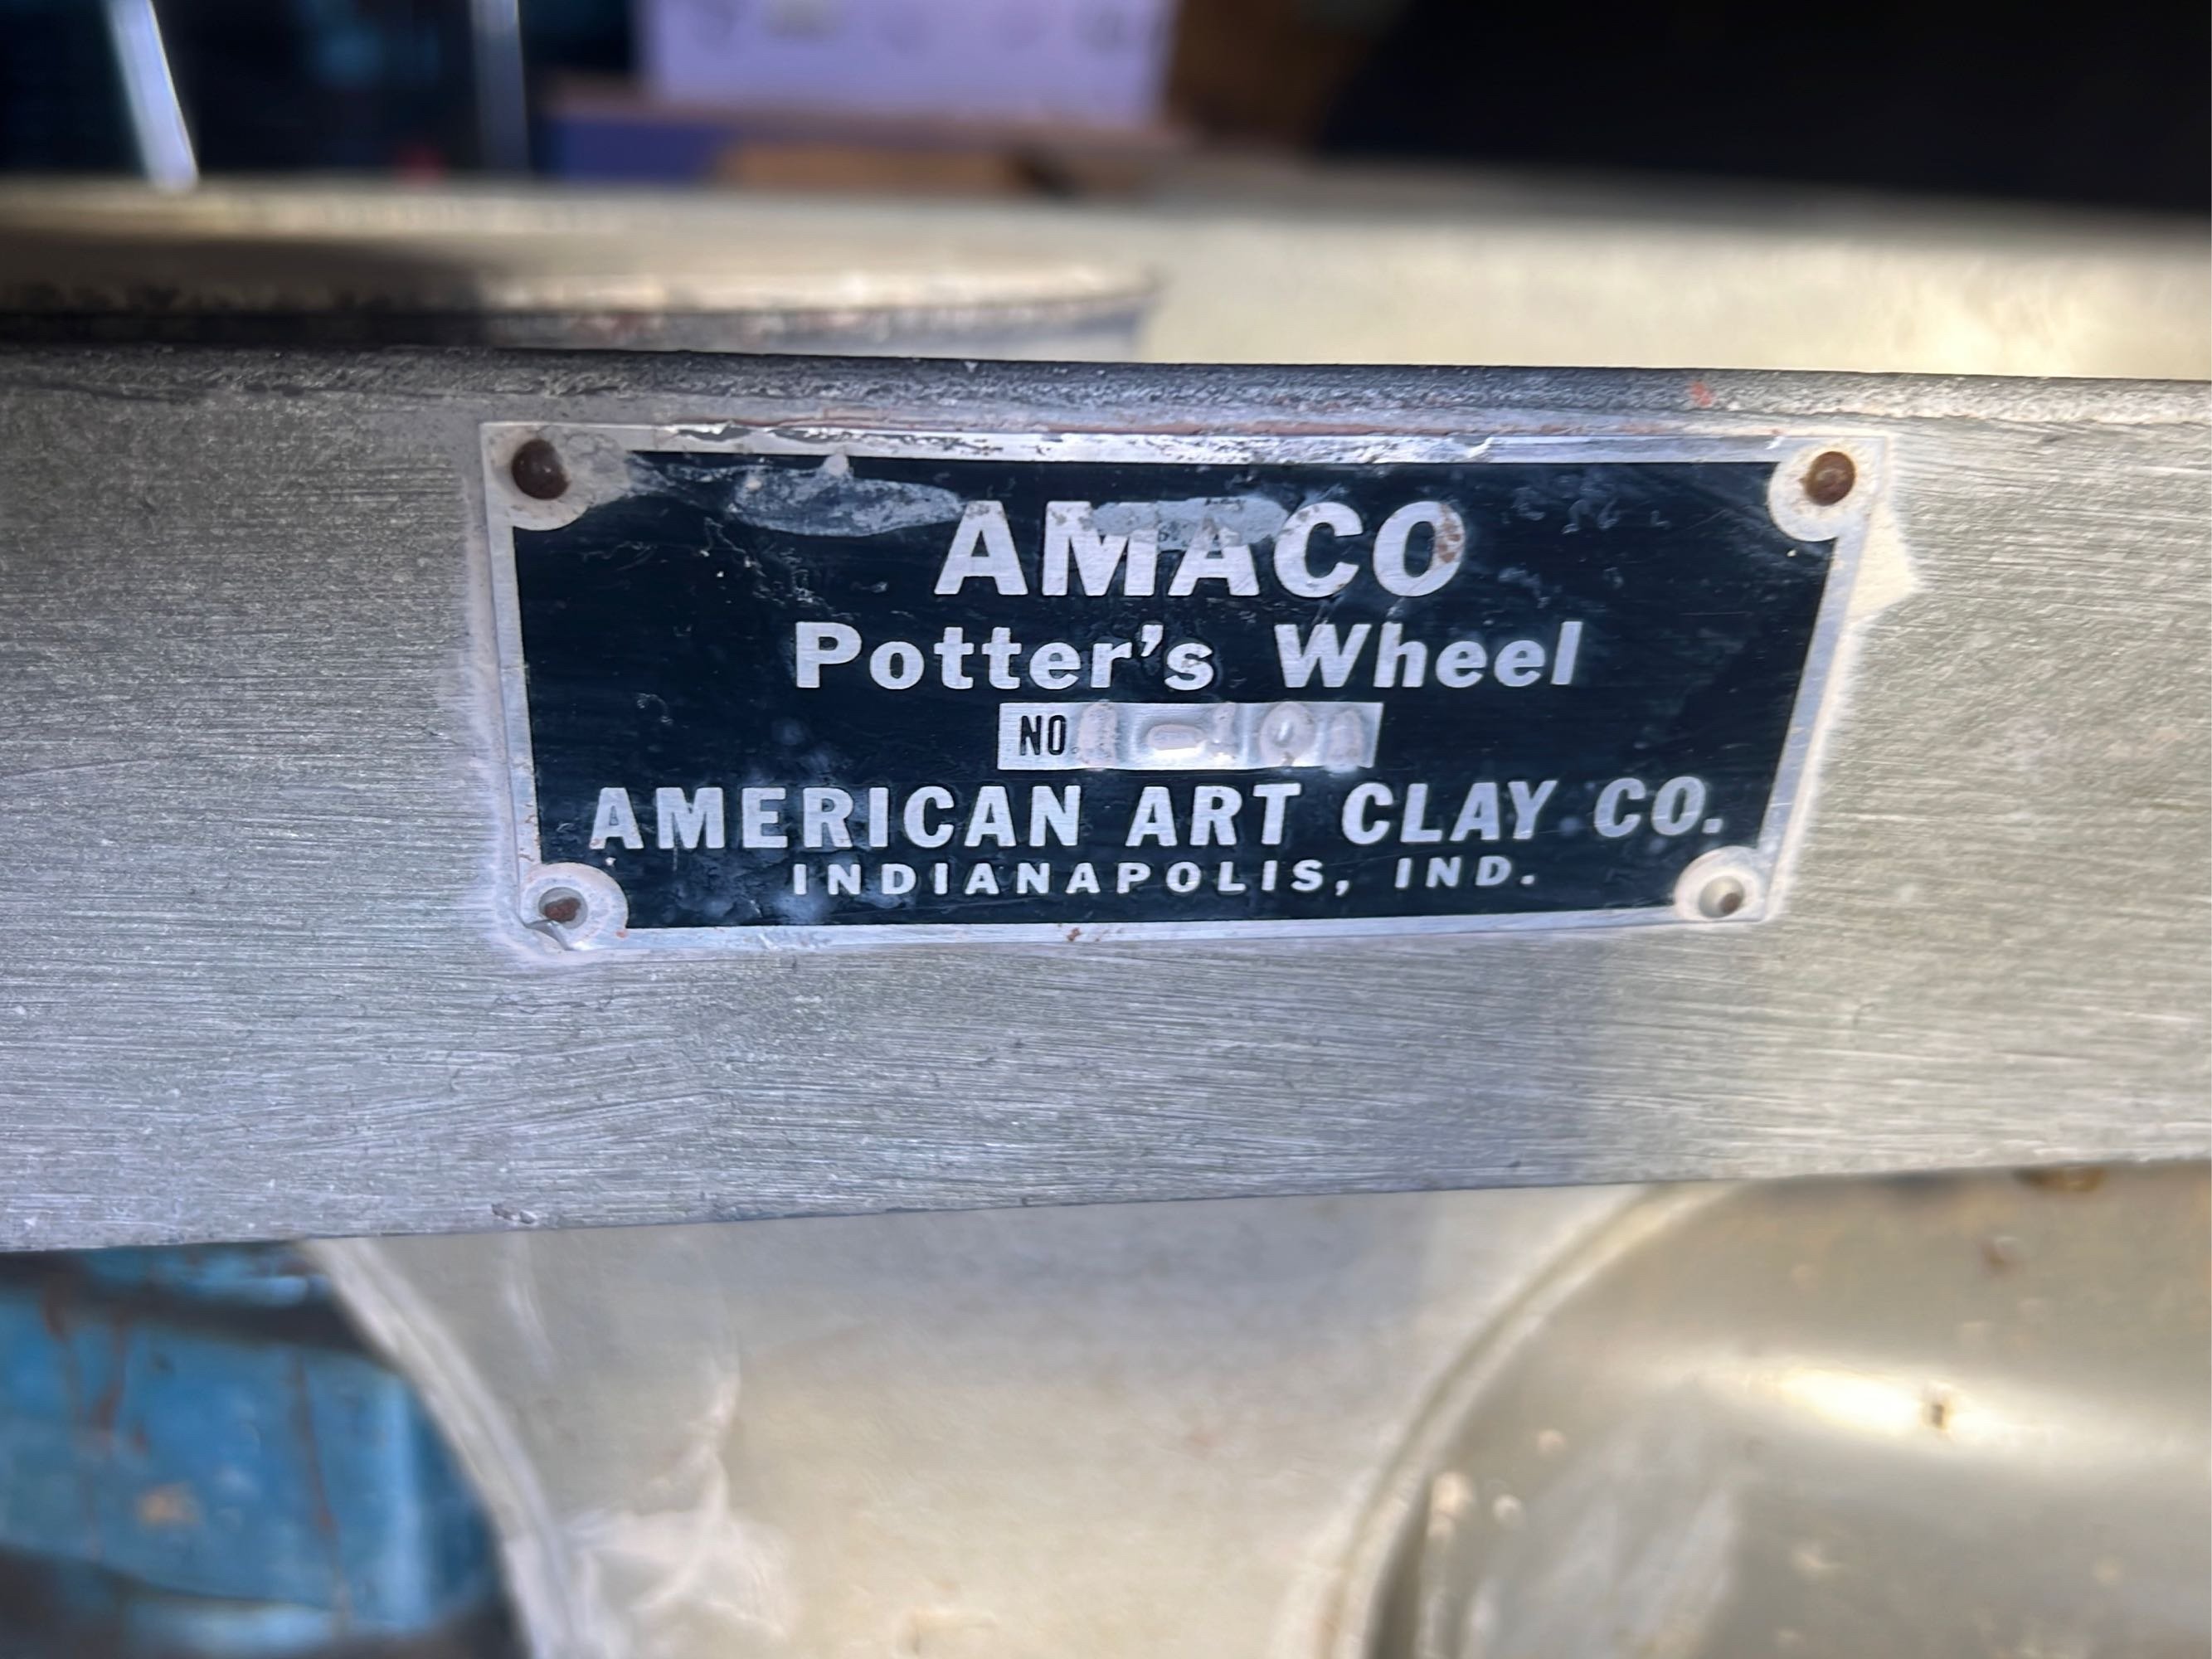 AMACO
Potter's Wheel
NO.
AMERICAN ART CLAY CO.
INDIANAPOLIS, IND.